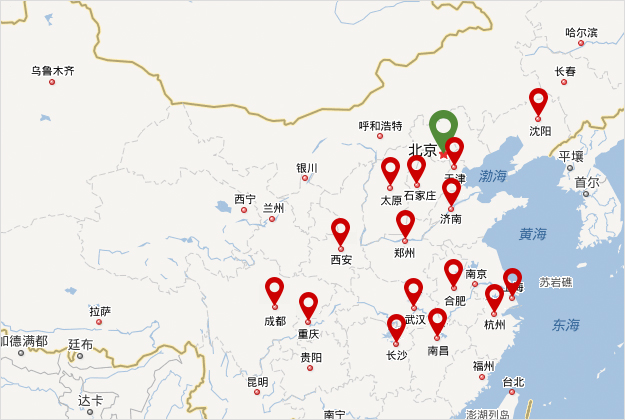 哈尔滨
乌鲁木齐
长春
呼和浩特
沈阳
北京
平壤
天津
渤海
银川
石家庄
首尔
太原
西宁
兰州
济南
黄海
郑州
西安
南京
苏岩礁
上海
合肥
拉萨
成都
武汉
杭州
东海
重庆
加德满都
廷布
长沙
南昌
贵阳
福州
昆明
台北
达卡
南宁
澎湖列岛